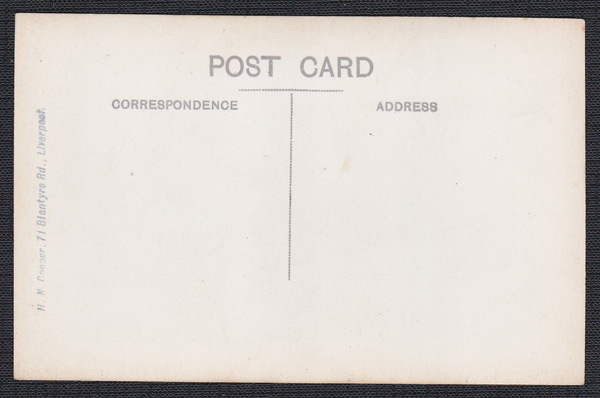 POST CARD
CORRESPONDENCE
ADDRESS
H. N. Cooper, 71 Blantyre Rd., Liverpool.